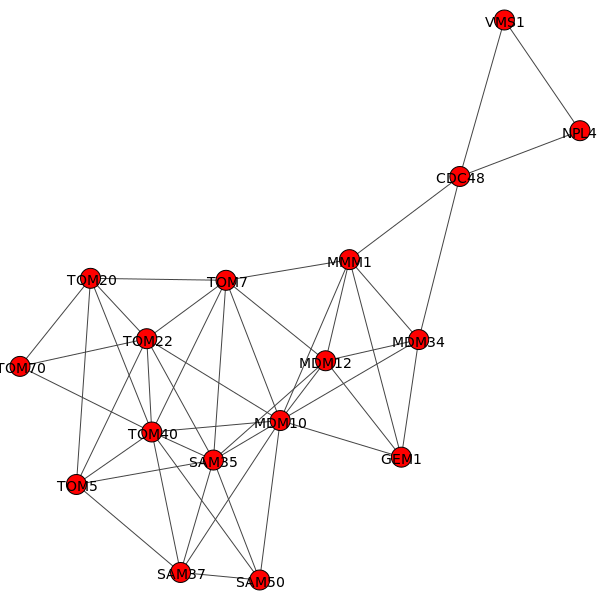 VMS1
NPL4
CDC48
MMM1
TOM20
TOM7
TOM22
MDM34
MDM12
TOM70
MDM10
TOM40
SAM35
GEM1
TOM5
SAM37
SAM50